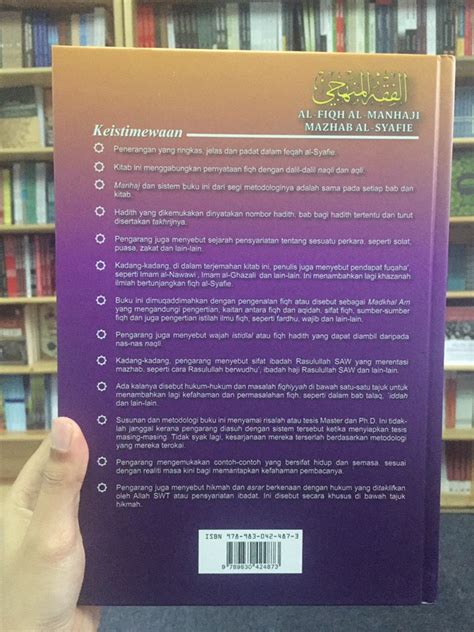 الفقه المنهجي
AL-FIQH AL-MANHAJI
MAZHAB AL-SYAFIE
Keistimewaan
Penerangan yang ringkas, jelas dan padat dalam feqah al-Syafie.
Kitab ini menggabungkan pernyataan fiqh dengan dalil-dalil naqli dan aqli.
Manhaj dan sistem buku ini dari segi metodologinya adalah sama pada setiap bab dan
kitab.
Hadith yang dikemukakan dinyatakan nombor hadith, bab bagi hadith tertentu dan turut
disertakan takhrijnya.
Pengarang juga menyebut sejarah pensyariatan tentang sesuatu perkara, seperti solat,
puasa, zakat dan lain-lain.
Kadang-kadang, di dalam terjemahan kitab ini, penulis juga menyebut pendapat fuqaha',
seperti Imam al-Nawawi, Imam al-Ghazali dan lain-lain. Ini menambahkan lagi khazanah
ilmiah bertunjangkan fiqh al-Syafie.
Buku ini dimuqaddimahkan dengan pengenalan fiqh atau disebut sebagai Madkhal Am
yang mengandungi pengertian, kaitan antara fiqh dan aqidah, sifat fiqh, sumber-sumber
fiqh dan juga pengertian istilah ilmu fiqh, seperti fardhu, wajib dan lain-lain.
Pengarang juga menyebut wajah istidlal atau fiqh hadith yang dapat diambil daripada
nas-nas naqli.
Kadang-kadang, pengarang menyebut sifat ibadah Rasulullah SAW yang merentasi
mazhab, seperti cara Rasulullah berwudhu', ibadah haji Rasulullah SAW dan lain-lain.
Ada kalanya disebut hukum-hukum dan masalah fiqhiyyah di bawah satu-satu tajuk untuk
menambahkan lagi kefahaman dan permasalahan fiqh, seperti dalam bab talaq, 'iddah
dan lain-lain.
Susunan dan metodologi buku ini menyamai risalah atau tesis Master dan Ph.D. Ini tidak-
lah janggal kerana pengarang diasuh dengan sistem tersebut ketika menyiapkan tesis
masing-masing. Tidak syak lagi, kesarjanaan mereka terserlah berdasarkan metodologi
yang mereka terokai.
Pengarang mengemukakan contoh-contoh yang bersifat hidup dan semasa, sesuai
dengan realiti masa kini bagi memantapkan kefahaman pembacanya.
Pengarang juga menyebut hikmah dan asrar berkenaan dengan hukum yang ditaklifkan
oleh Allah SWT atau pensyariatan ibadat. Ini disebut secara khusus di bawah tajuk
hikmah.
ISBN 978-983-042-487-3
9 789830 424873